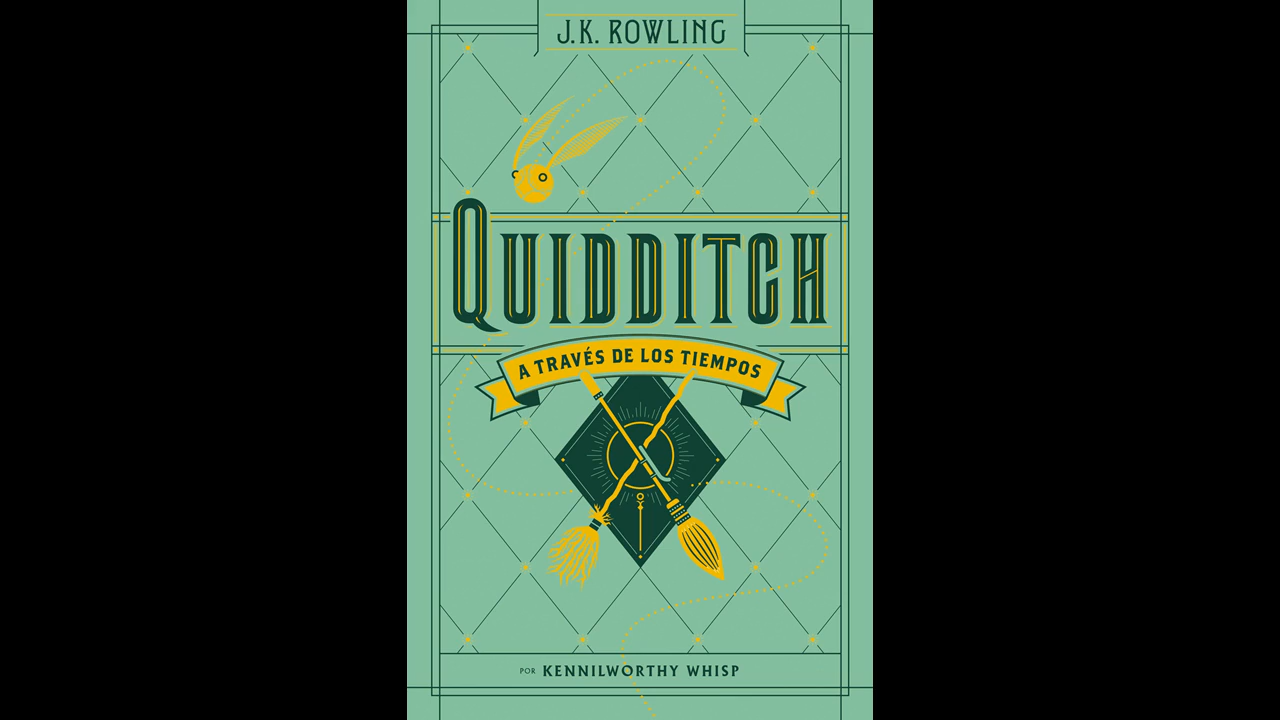 J.K. ROWLING
QUIDDITCH
A TRAVÉS DE LOS TIEMPOS
POR KENNILWORTHY WHISP